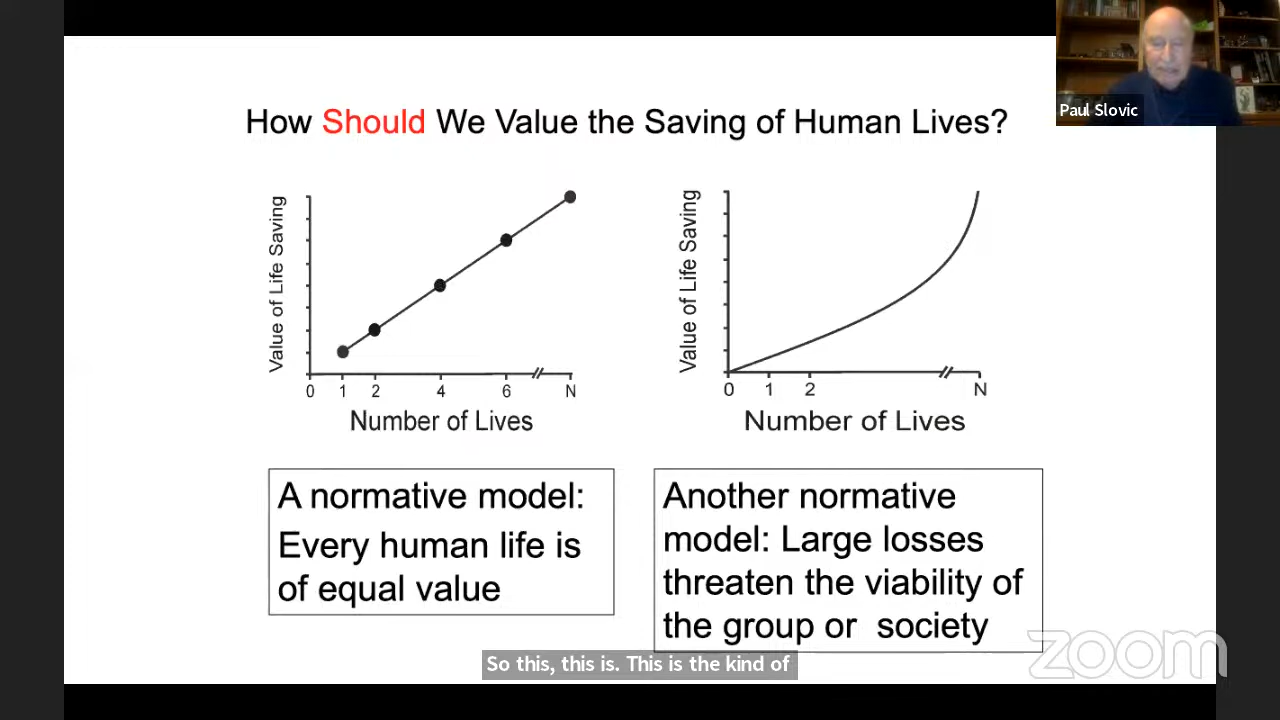 How Should We Value the Saving of Human Lives?
Paul Slovic
Value of Life Saving
0 1 2 4 6 N
Number of Lives
Value of Life Saving
0 1 2 N
Number of Lives
A normative model:
Every human life is
of equal value
Another normative
model: Large losses
threaten the viability of
the group or society
So this, this is. This is the kind of
zoom